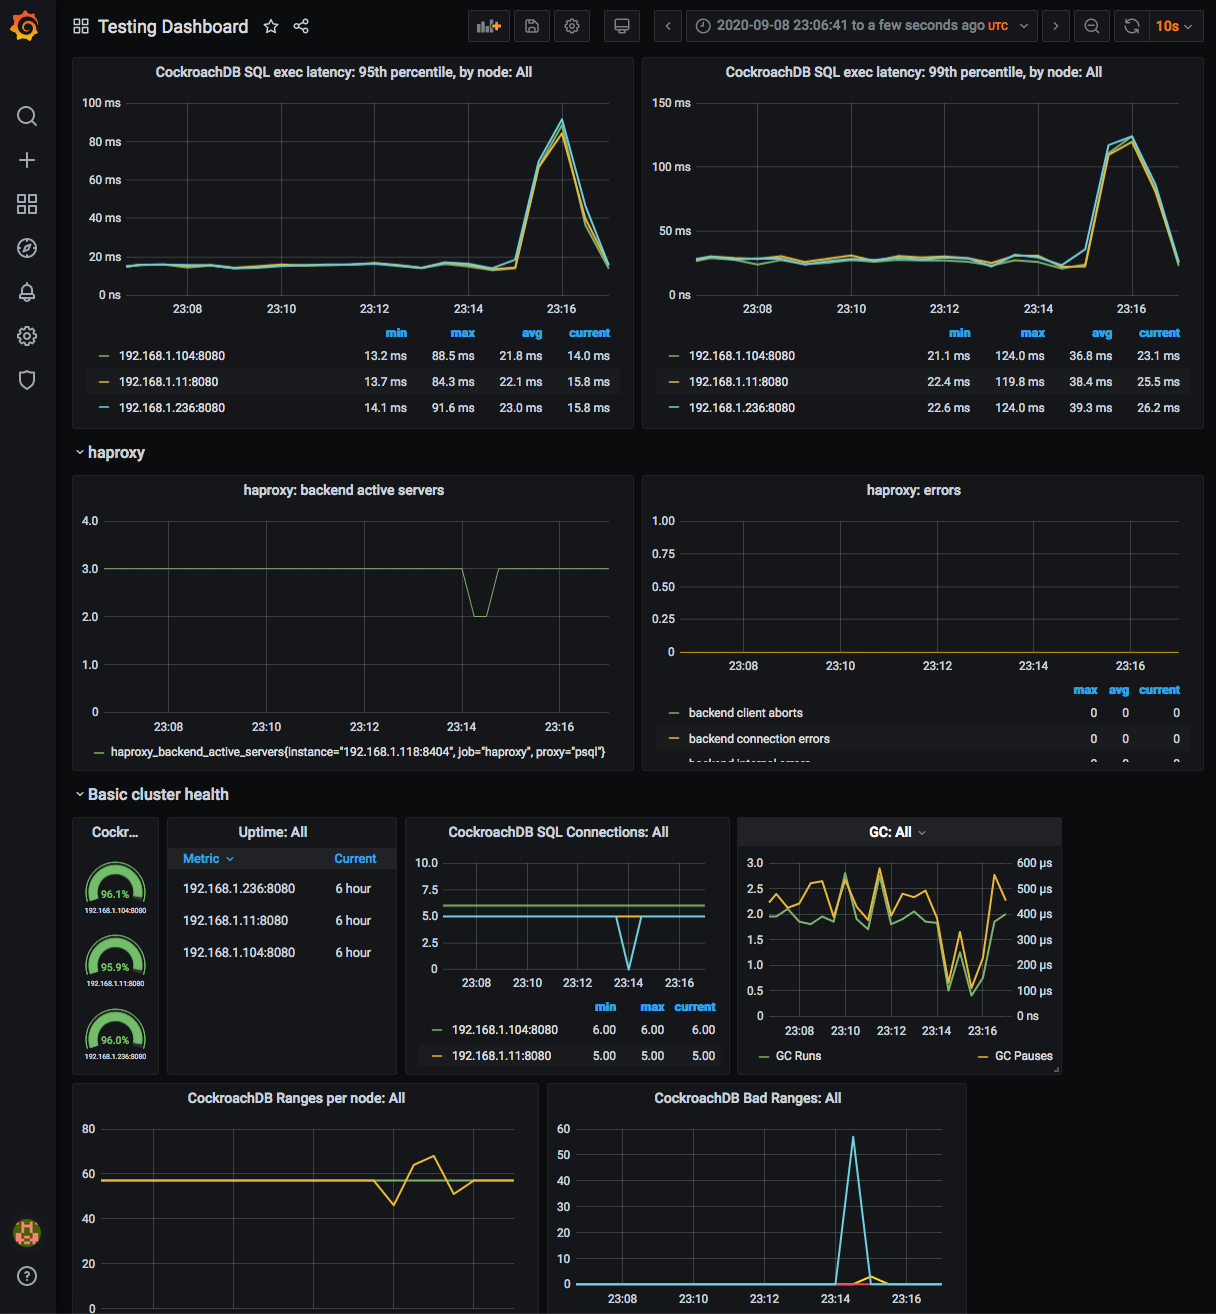 Testing Dashboard
2020-09-08 23:06:41 to a few seconds ago UTC
10s
CockroachDB SQL exec latency: 95th percentile, by node: All
100 ms
80 ms
60 ms
40 ms
20 ms
0 ns
23:08 23:10 23:12 23:14 23:16
min max avg current
192.168.1.104:8080 13.2 ms 88.5 ms 21.8 ms 14.0 ms
192.168.1.11:8080 13.7 ms 84.3 ms 22.1 ms 15.8 ms
192.168.1.236:8080 14.1 ms 91.6 ms 23.0 ms 15.8 ms
CockroachDB SQL exec latency: 99th percentile, by node: All
150 ms
100 ms
50 ms
0 ns
23:08 23:10 23:12 23:14 23:16
min max avg current
192.168.1.104:8080 21.1 ms 124.0 ms 36.8 ms 23.1 ms
192.168.1.11:8080 22.4 ms 119.8 ms 38.4 ms 25.5 ms
192.168.1.236:8080 22.6 ms 124.0 ms 39.3 ms 26.2 ms
haproxy
haproxy: backend active servers
4.0
3.0
2.0
1.0
0
23:08 23:10 23:12 23:14 23:16
haproxy_backend_active_servers{instance="192.168.1.118:8404", job="haproxy", proxy="psql"}
haproxy: errors
1.00
0.75
0.50
0.25
0
23:08 23:10 23:12 23:14 23:16
max avg current
backend client aborts 0 0 0
backend connection errors 0 0 0
backend internal errors 0 0 0
Basic cluster health
Cockr...
96.1%
192.168.1.104:8080
95.9%
192.168.1.11:8080
96.0%
192.168.1.236:8080
Uptime: All
Metric Current
192.168.1.236:8080 6 hour
192.168.1.11:8080 6 hour
192.168.1.104:8080 6 hour
CockroachDB SQL Connections: All
10.0
7.5
5.0
2.5
0
23:08 23:10 23:12 23:14 23:16
min max current
192.168.1.104:8080 6.00 6.00 6.00
192.168.1.11:8080 5.00 5.00 5.00
GC: All
3.0 600 µs
2.5 500 µs
2.0 400 µs
1.5 300 µs
1.0 200 µs
0.5 100 µs
0 0 ns
23:08 23:10 23:12 23:14 23:16
GC Runs GC Pauses
CockroachDB Ranges per node: All
80
60
40
20
0
CockroachDB Bad Ranges: All
60
50
40
30
20
10
0
23:08 23:10 23:12 23:14 23:16